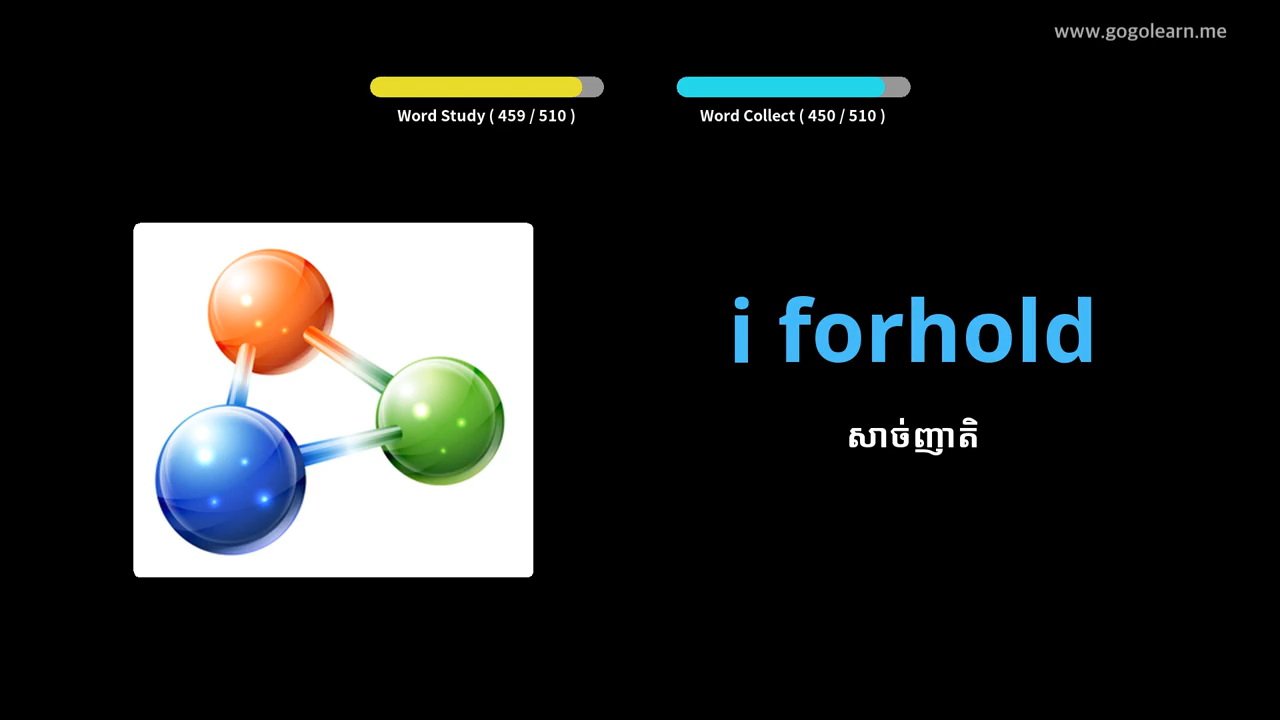 www.gogolearn.me
Word Study ( 459 / 510 )
Word Collect ( 450 / 510 )
i forhold
សាច់ញាតិ